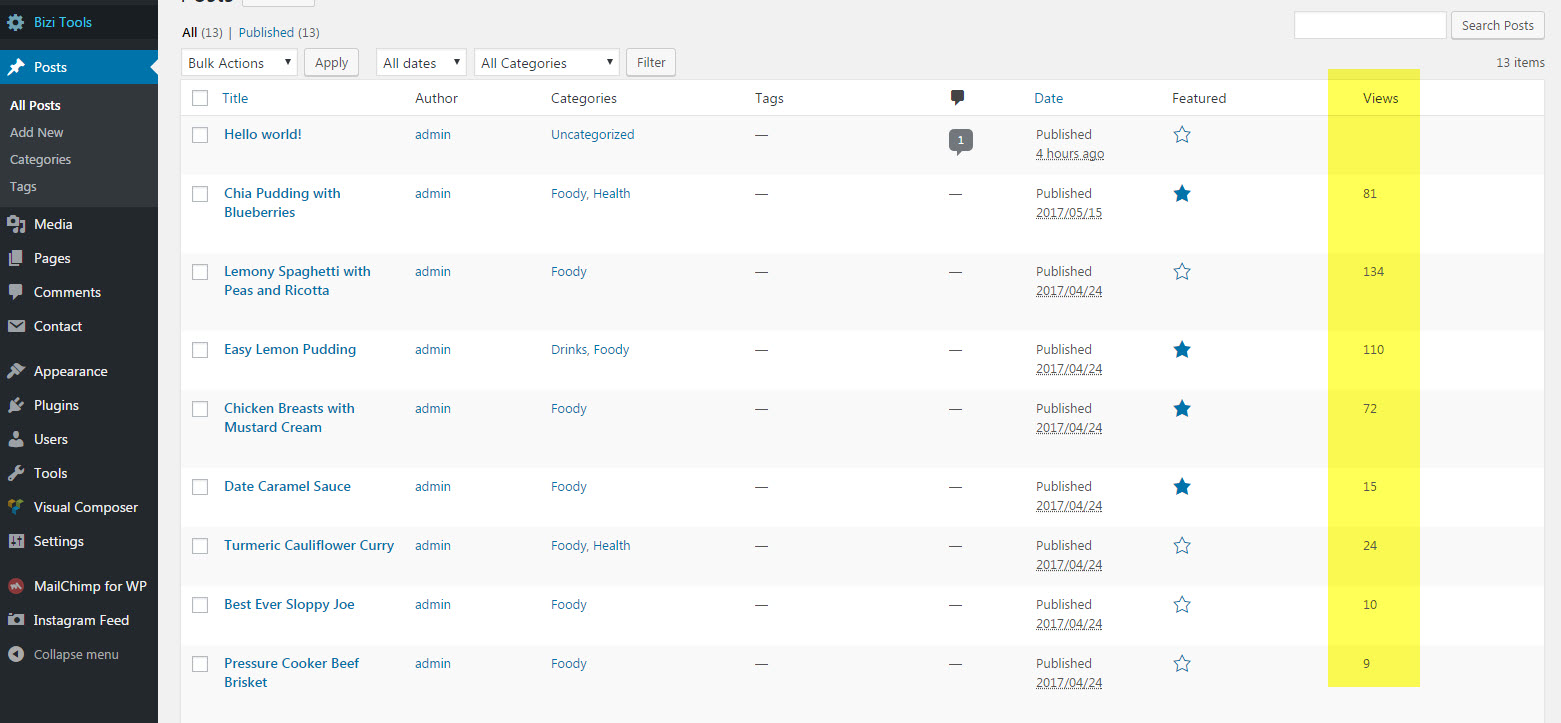 Bizi Tools
Posts
All Posts
Add New
Categories
Tags
Media
Pages
Comments
Contact
Appearance
Plugins
Users
Tools
Visual Composer
Settings
MailChimp for WP
Instagram Feed
Collapse menu
Posts
All (13) | Published (13)
Search Posts
Bulk Actions Apply All dates All Categories Filter 13 items
Title Author Categories Tags Date Featured Views
Hello world! admin Uncategorized — 1 Published
4 hours ago
Chia Pudding with admin Foody, Health — — Published 81
Blueberries 2017/05/15
Lemony Spaghetti with admin Foody — — Published 134
Peas and Ricotta 2017/04/24
Easy Lemon Pudding admin Drinks, Foody — — Published 110
2017/04/24
Chicken Breasts with admin Foody — — Published 72
Mustard Cream 2017/04/24
Date Caramel Sauce admin Foody — — Published 15
2017/04/24
Turmeric Cauliflower Curry admin Foody, Health — — Published 24
2017/04/24
Best Ever Sloppy Joe admin Foody — — Published 10
2017/04/24
Pressure Cooker Beef admin Foody — — Published 9
Brisket 2017/04/24